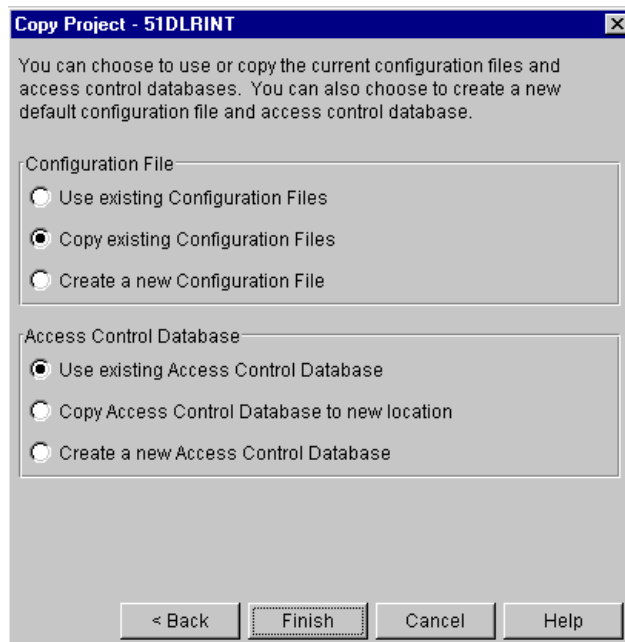 Copy Project - 51DLRINT
You can choose to use or copy the current configuration files and
access control databases. You can also choose to create a new
default configuration file and access control database.
Configuration File
Use existing Configuration Files
Copy existing Configuration Files
Create a new Configuration File
Access Control Database
Use existing Access Control Database
Copy Access Control Database to new location
Create a new Access Control Database
< Back Finish Cancel Help